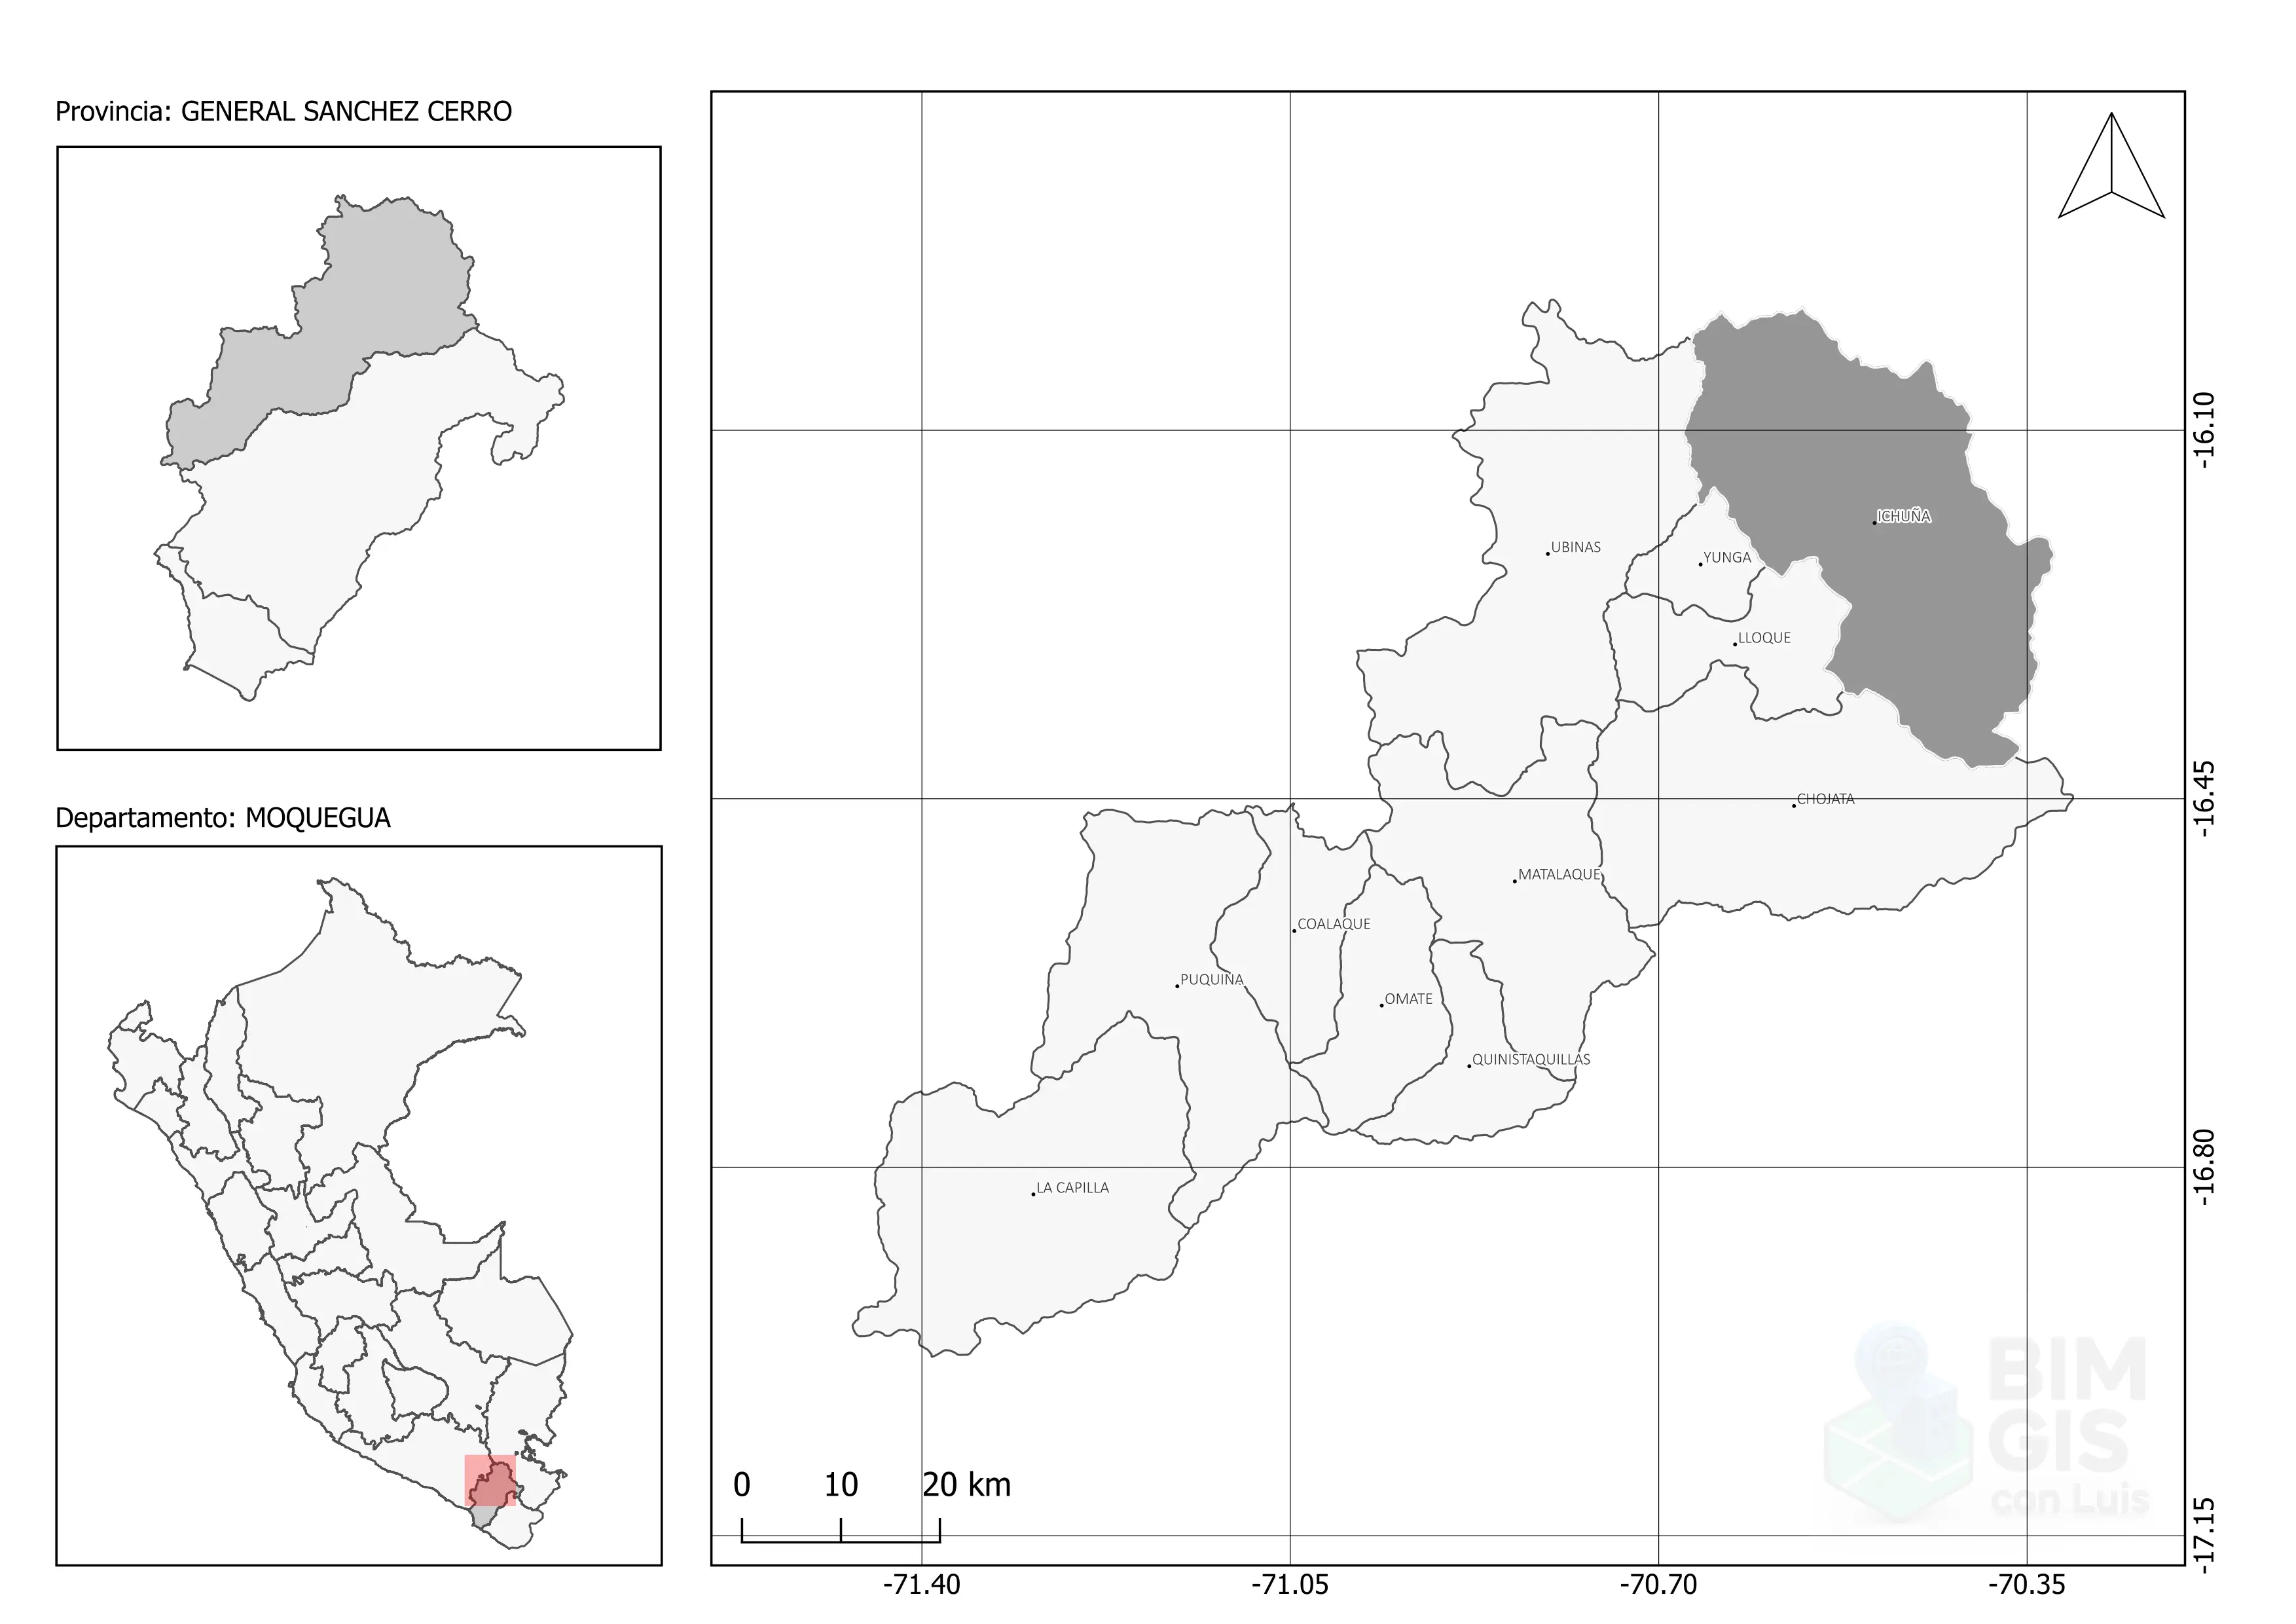 Provincia: GENERAL SANCHEZ CERRO
Departamento: MOQUEGUA
ICHUÑA
UBINAS
YUNGA
LLOQUE
CHOJATA
MATALAQUE
COALAQUE
PUQUINA
OMATE
QUINISTAQUILLAS
LA CAPILLA
-16.10
-16.45
-16.80
-17.15
0 10 20 km
-71.40 -71.05 -70.70 -70.35
BIM
GIS
con Luis